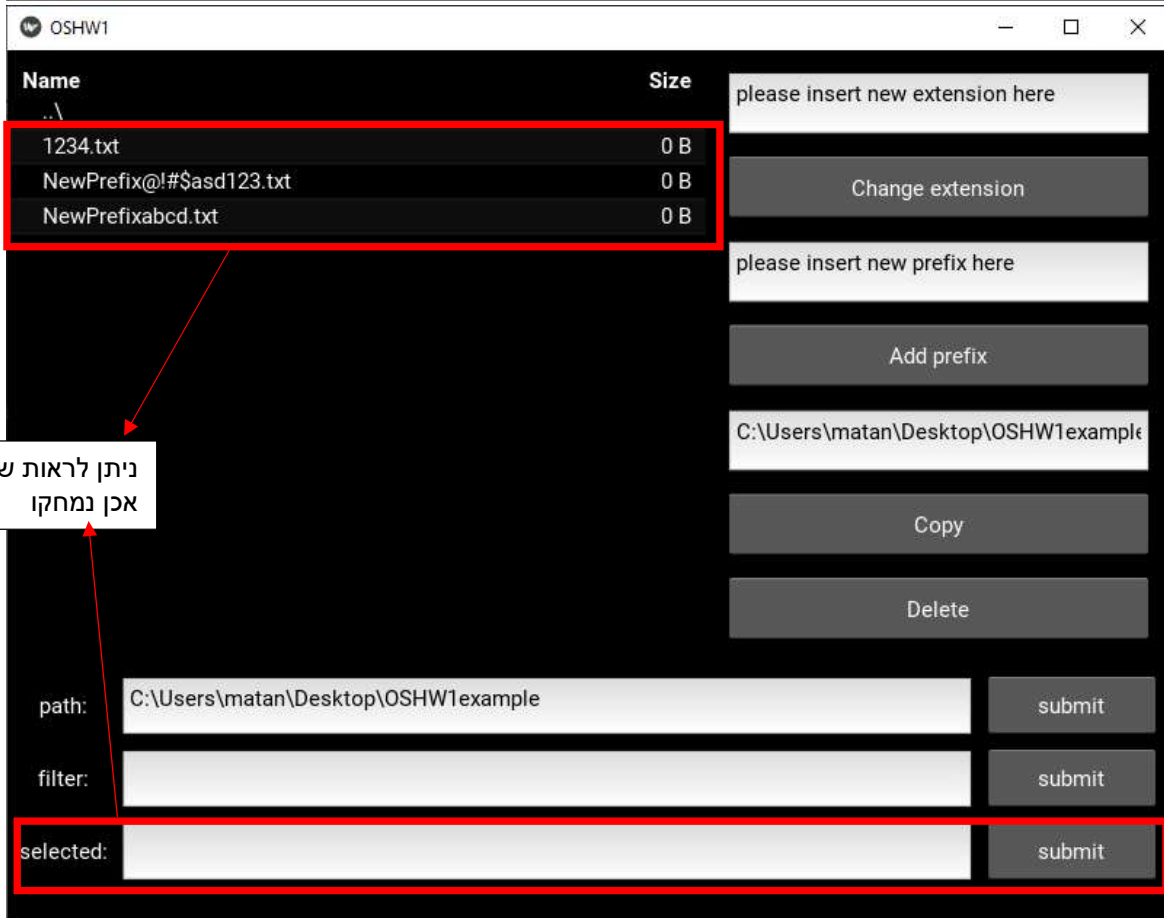 OSHW1
Name Size
..\
1234.txt 0 B
NewPrefix@!#$asd123.txt 0 B
NewPrefixabcd.txt 0 B
please insert new extension here
Change extension
please insert new prefix here
Add prefix
C:\Users\matan\Desktop\OSHW1example
Copy
Delete
ניתן לראות
אכן נמחקו
path: C:\Users\matan\Desktop\OSHW1example submit
filter: submit
selected: submit